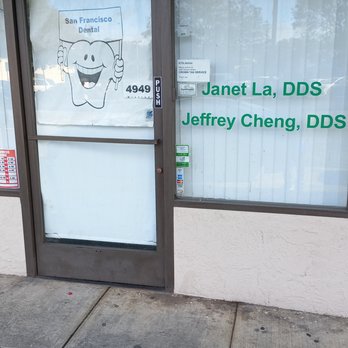 San Francisco
Dental
4949
PUSH
Janet La, DDS
Jeffrey Cheng, DDS